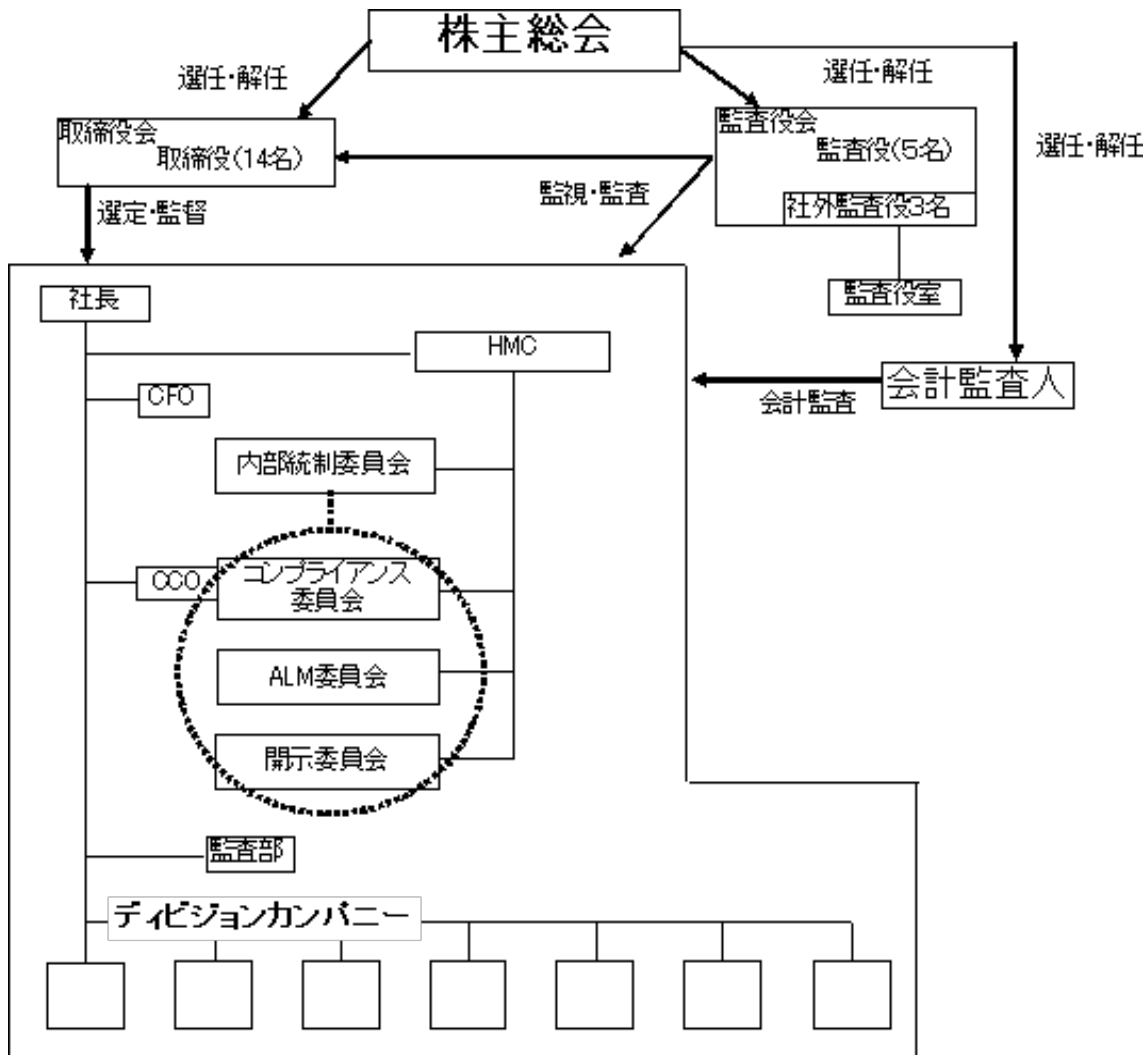 株主総会
選任・解任
選任・解任
取締役会
取締役(14名)
監査役会
監査役(5名)
選任・解任
監視・監査
選定・監督
社外監査役3名
社長
監査役室
HMC
会計監査人
CFO
会計監査
内部統制委員会
CCO
コンプライアンス
委員会
ALM委員会
開示委員会
監査部
ディビジョンカンパニー